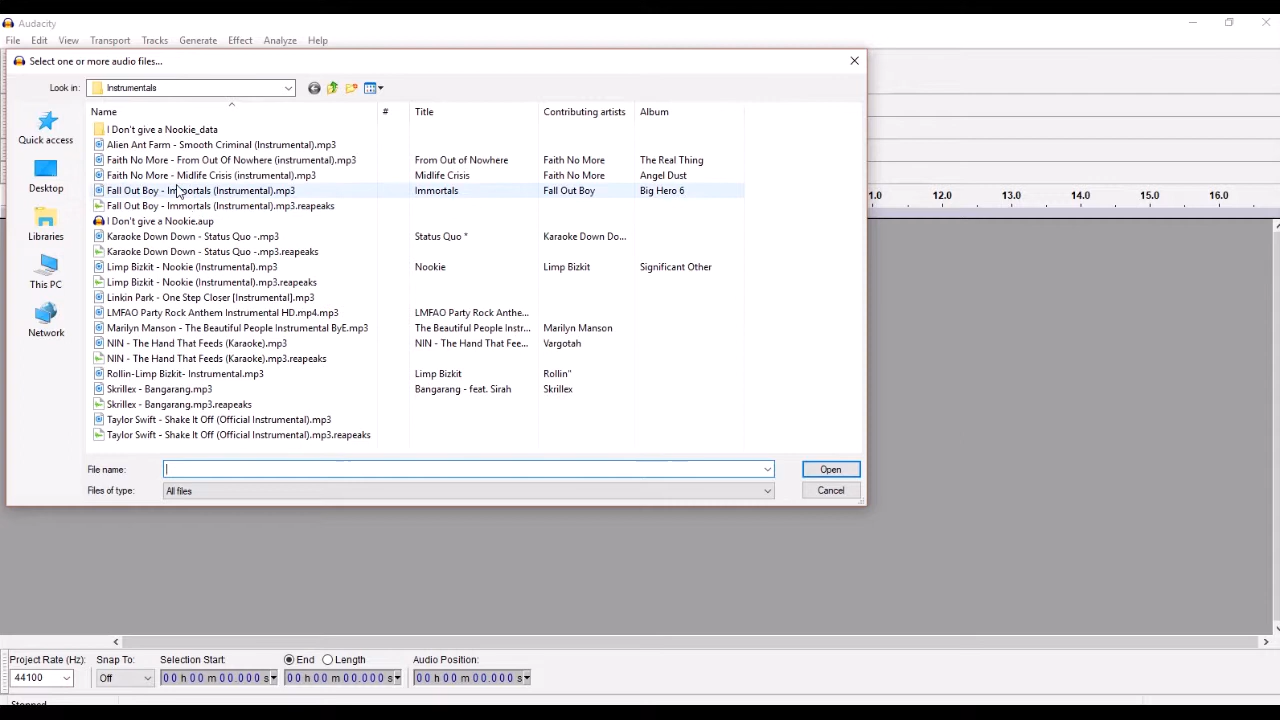 Audacity
File Edit View Transport Tracks Generate Effect Analyze Help
Select one or more audio files...
Look in: Instrumentals
Name # Title Contributing artists Album
I Don't give a Nookie_data
Alien Ant Farm - Smooth Criminal (Instrumental).mp3
Faith No More - From Out Of Nowhere (instrumental).mp3 From Out of Nowhere Faith No More The Real Thing
Faith No More - Midlife Crisis (instrumental).mp3 Midlife Crisis Faith No More Angel Dust
Fall Out Boy - Immortals (Instrumental).mp3 Immortals Fall Out Boy Big Hero 6
Fall Out Boy - Immortals (Instrumental).mp3.reapeaks
I Don't give a Nookie.aup
Karaoke Down Down - Status Quo -.mp3 Status Quo * Karaoke Down Do...
Karaoke Down Down - Status Quo -.mp3.reapeaks
Limp Bizkit - Nookie (Instrumental).mp3 Nookie Limp Bizkit Significant Other
Limp Bizkit - Nookie (Instrumental).mp3.reapeaks
Linkin Park - One Step Closer [Instrumental].mp3
LMFAO Party Rock Anthem Instrumental HD.mp4.mp3 LMFAO Party Rock Anthe...
Marilyn Manson - The Beautiful People Instrumental ByE.mp3 The Beautiful People Instr... Marilyn Manson
NIN - The Hand That Feeds (Karaoke).mp3 NIN - The Hand That Fee... Vargotah
NIN - The Hand That Feeds (Karaoke).mp3.reapeaks
Rollin-Limp Bizkit- Instrumental.mp3 Limp Bizkit Rollin"
Skrillex - Bangarang.mp3 Bangarang - feat. Sirah Skrillex
Skrillex - Bangarang.mp3.reapeaks
Taylor Swift - Shake It Off (Official Instrumental).mp3
Taylor Swift - Shake It Off (Official Instrumental).mp3.reapeaks
Quick access
Desktop
Libraries
This PC
Network
File name: Open
Files of type: All files Cancel
12.0 13.0 14.0 15.0 16.0
Project Rate (Hz): Snap To: Selection Start: End Length Audio Position:
44100 Off 00 h 00 m 00.000 s 00 h 00 m 00.000 s 00 h 00 m 00.000 s
Stopped